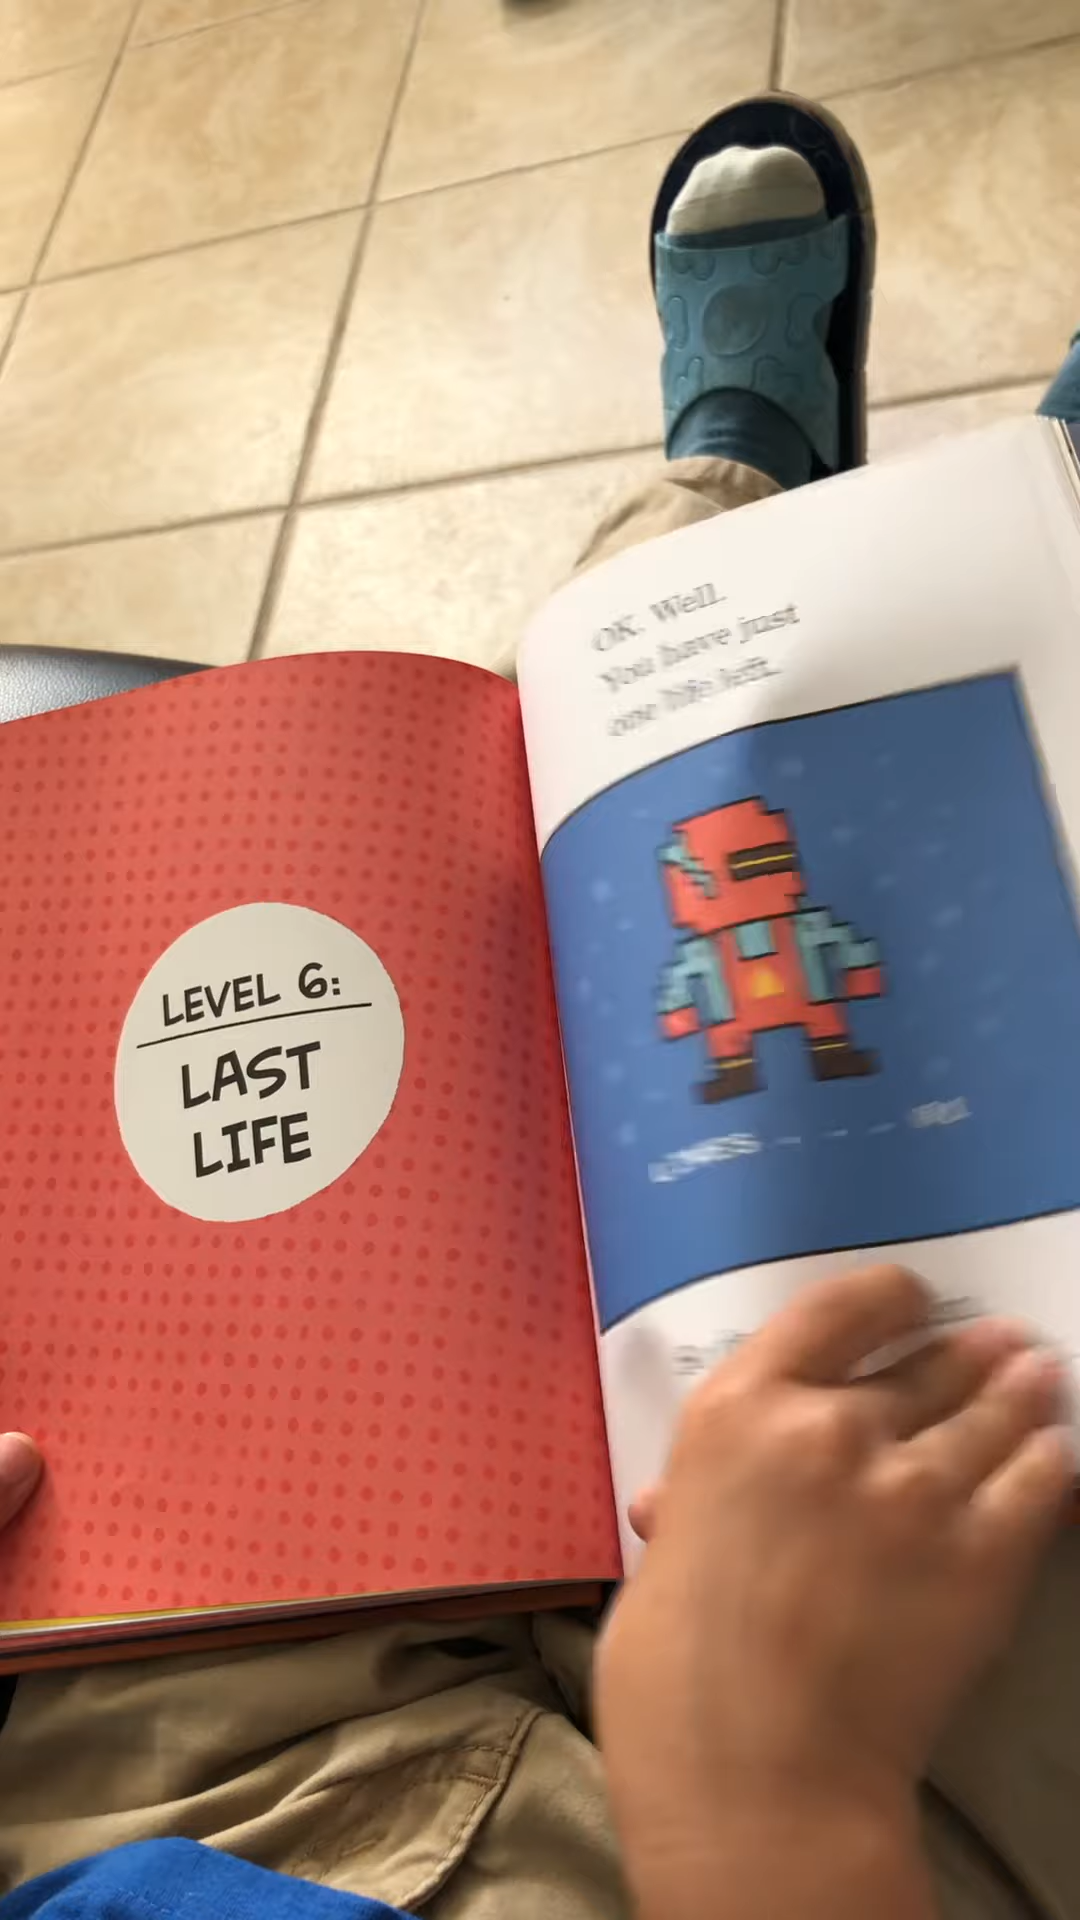 LEVEL 6:
LAST
LIFE
OK. Well.
You have just
one life left.